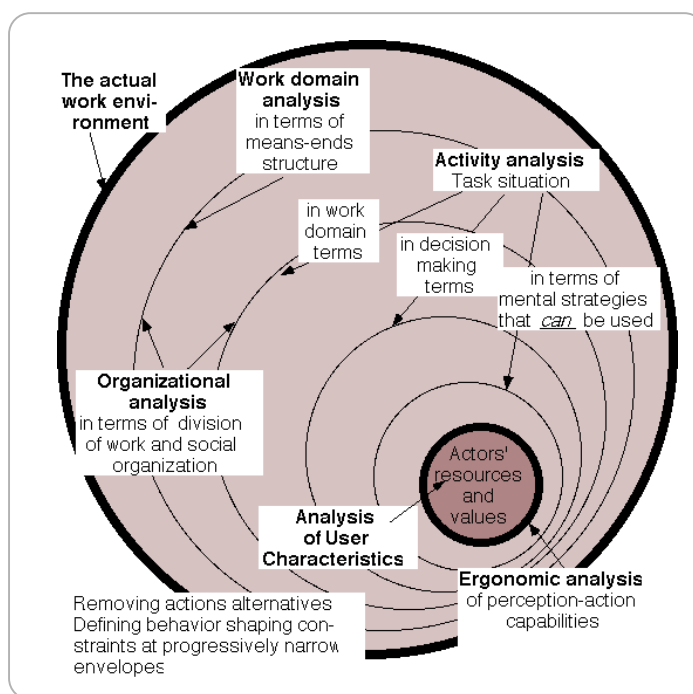 The actual
work envi-
ronment
Work domain
analysis
in terms of
means-ends
structure
Activity analysis
Task situation
in work
domain
terms
in decision
making
terms
in terms of
mental strategies
that can be used
Organizational
analysis
in terms of division
of work and social
organization
Actors'
resources
and
values
Analysis
of User
Characteristics
Ergonomic analysis
of perception-action
capabilities
Removing actions alternatives
Defining behavior shaping con-
straints at progressively narrow
envelopes